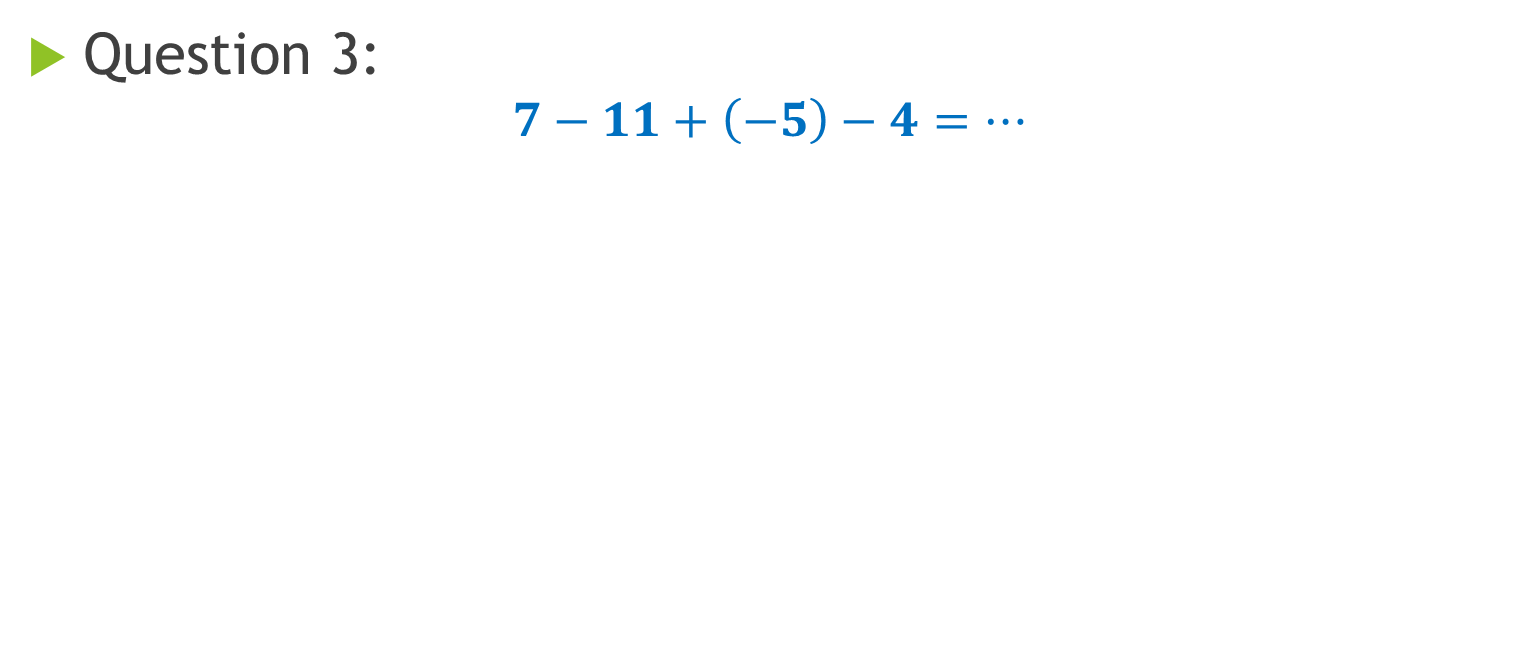 Question 3:
7 − 11 + (−5) − 4 = ⋯